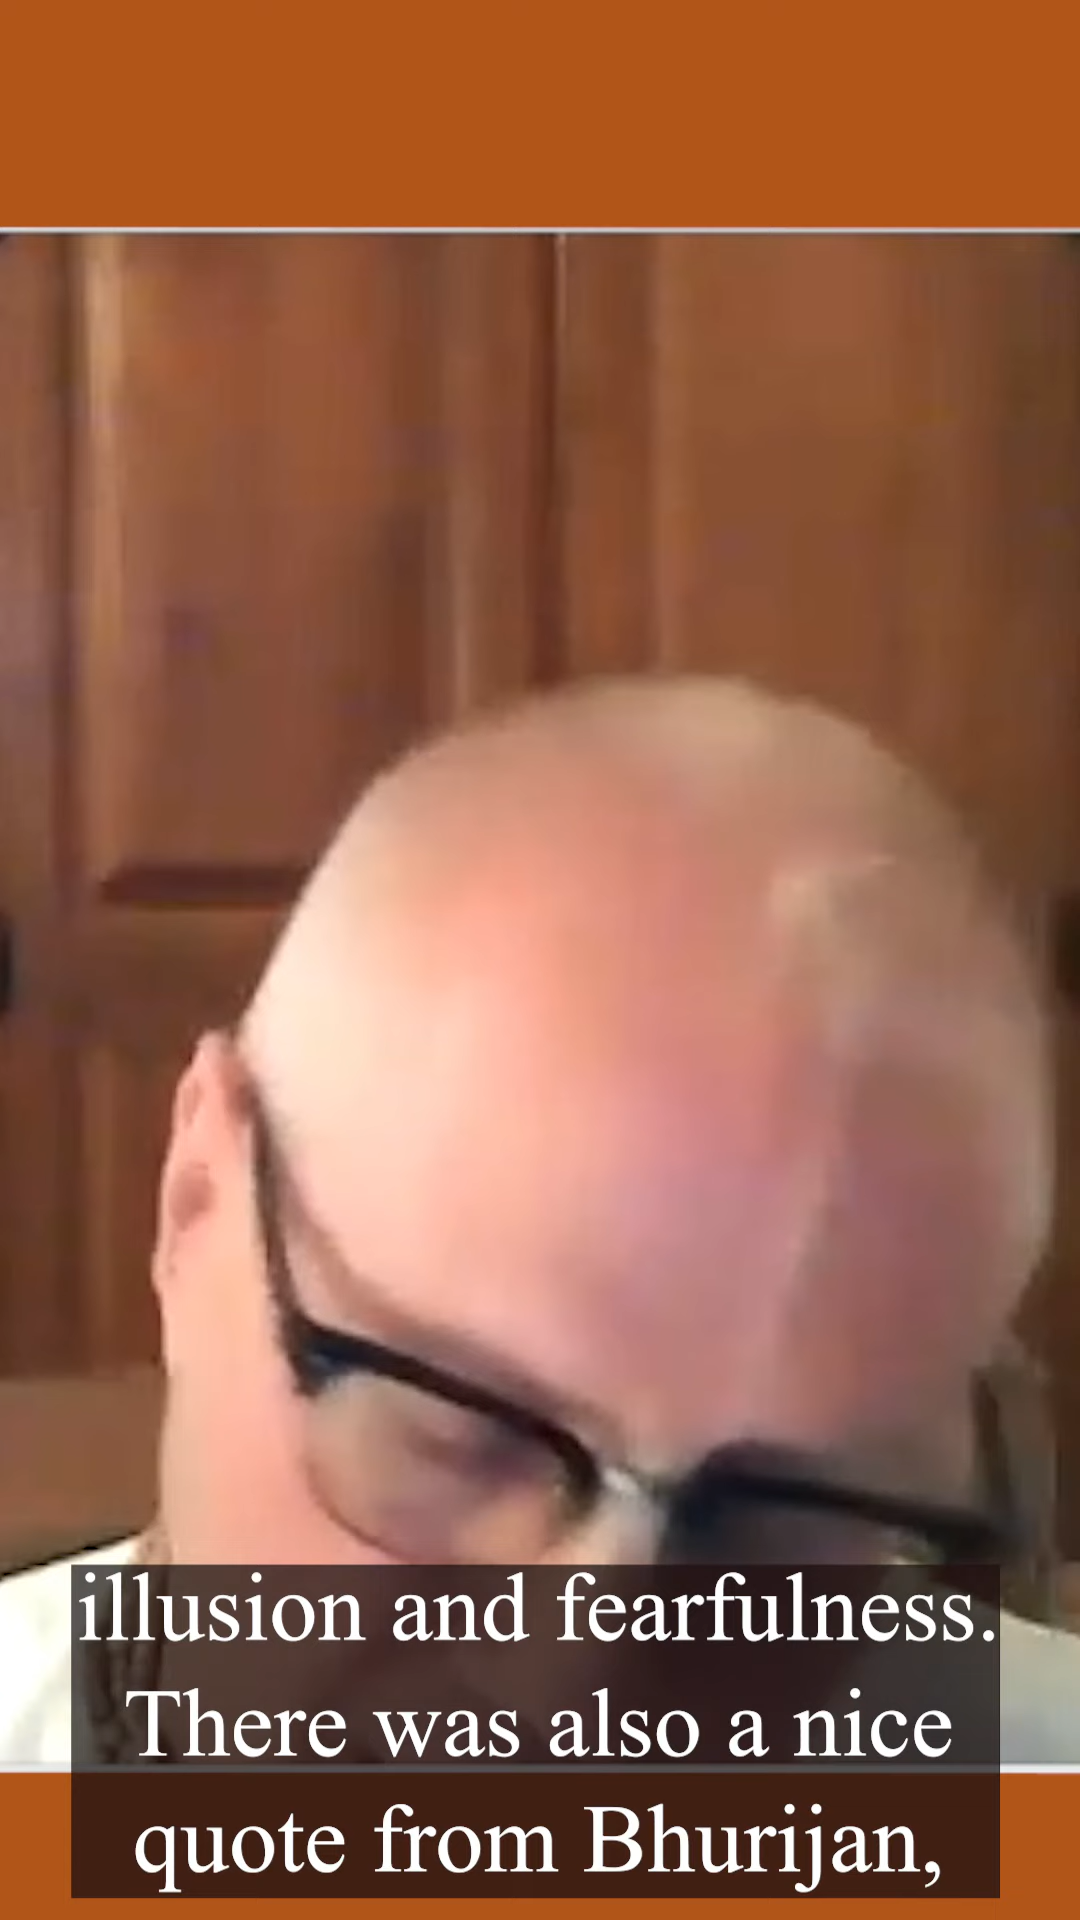 illusion and fearfulness.
There was also a nice
quote from Bhurijan,